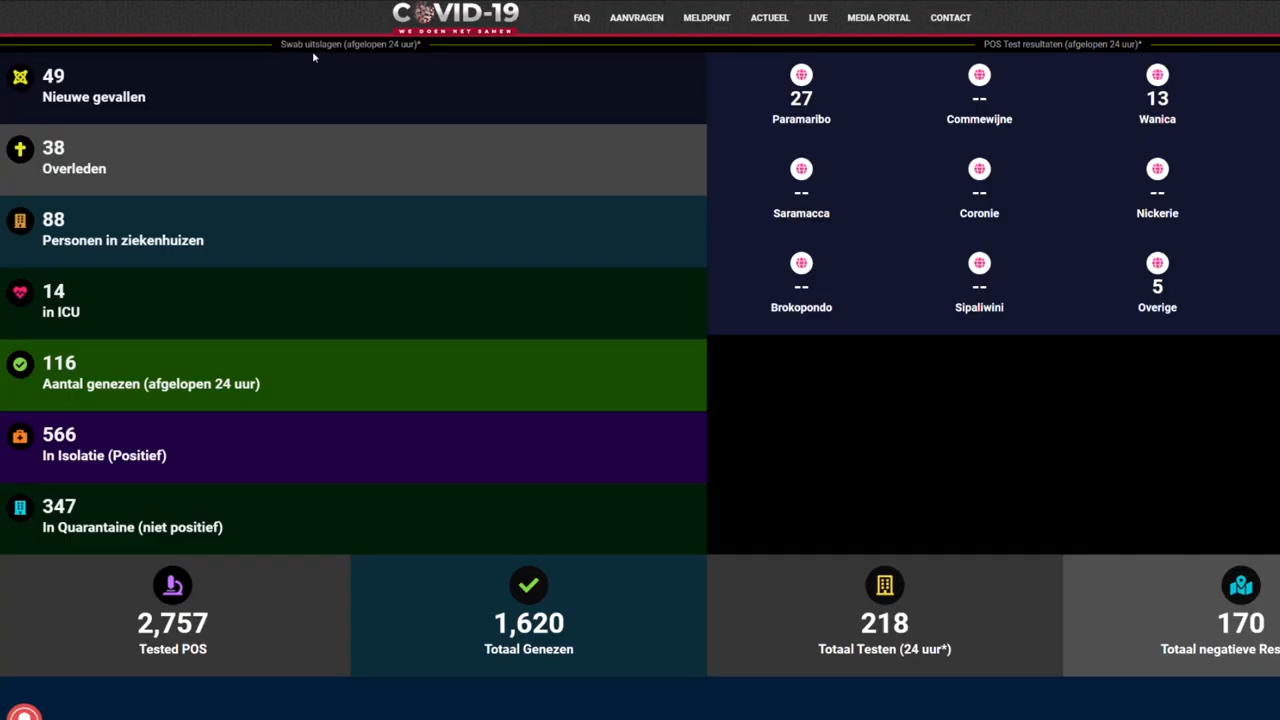 COVID-19
WE DOEN HET SAMEN
FAQ AANVRAGEN MELDPUNT ACTUEEL LIVE MEDIA PORTAL CONTACT
Swab uitslagen (afgelopen 24 uur)*
49
Nieuwe gevallen
38
Overleden
88
Personen in ziekenhuizen
14
in ICU
116
Aantal genezen (afgelopen 24 uur)
566
In Isolatie (Positief)
347
In Quarantaine (niet positief)
POS Test resultaten (afgelopen 24 uur)*
27 -- 13
Paramaribo Commewijne Wanica
-- -- --
Saramacca Coronie Nickerie
-- -- 5
Brokopondo Sipaliwini Overige
2,757 1,620 218 170
Tested POS Totaal Genezen Totaal Testen (24 uur*) Totaal negatieve Res